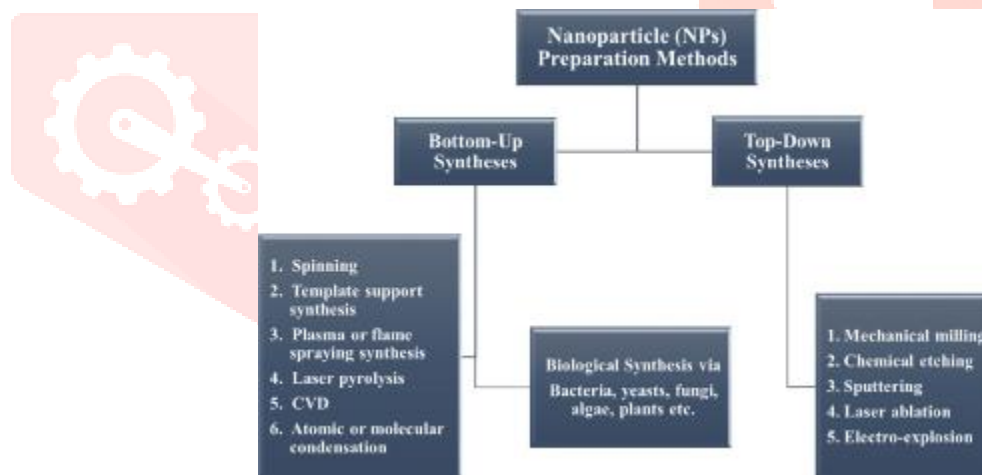 Nanoparticle (NPs)
Preparation Methods
Bottom-Up
Syntheses
Top-Down
Syntheses
1. Spinning
2. Template support
synthesis
3. Plasma or flame
spraying synthesis
4. Laser pyrolysis
5. CVD
6. Atomic or molecular
condensation
Biological Synthesis via
Bacteria, yeasts, fungi,
algae, plants etc.
1. Mechanical milling
2. Chemical etching
3. Sputtering
4. Laser ablation
5. Electro-explosion